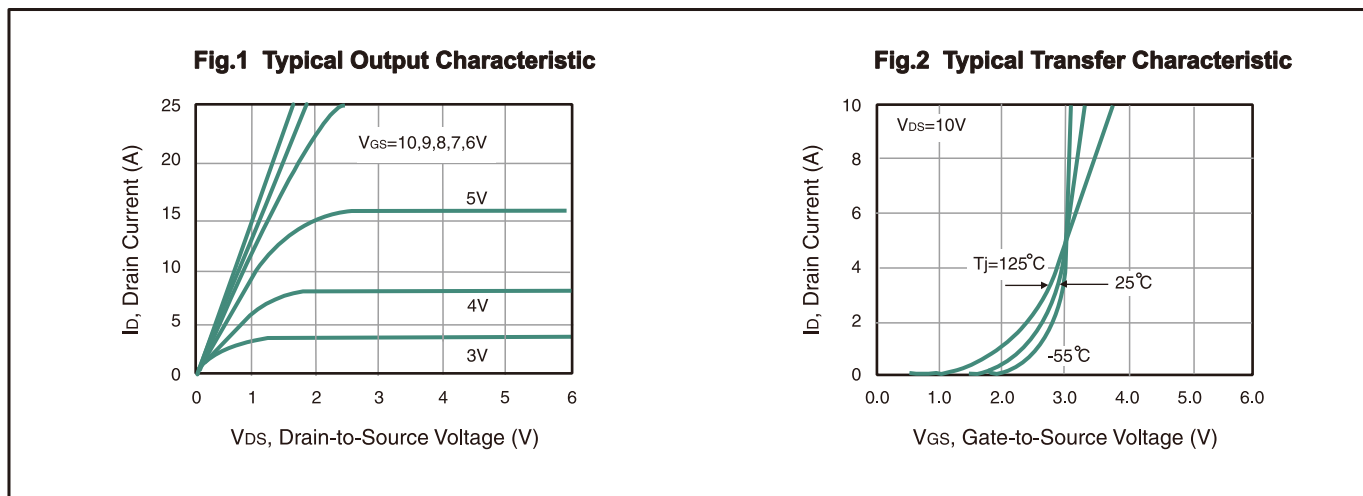 Fig.1 Typical Output Characteristic
25
20
15
10
5
0
ID, Drain Current (A)
VGS=10,9,8,7,6V
5V
4V
3V
0 1 2 3 4 5 6
VDS, Drain-to-Source Voltage (V)
Fig.2 Typical Transfer Characteristic
10
8
6
4
2
0
ID, Drain Current (A)
VDS=10V
Tj=125°C
25°C
-55°C
0.0 1.0 2.0 3.0 4.0 5.0 6.0
VGS, Gate-to-Source Voltage (V)